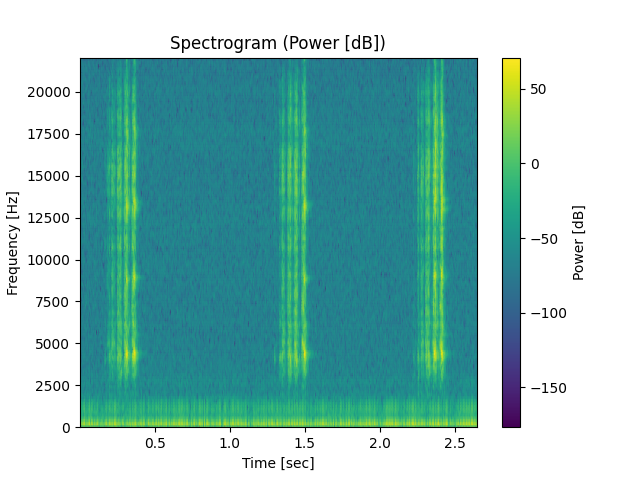 Spectrogram (Power [dB])
Frequency [Hz]
20000
17500
15000
12500
10000
7500
5000
2500
0
0.5 1.0 1.5 2.0 2.5
Time [sec]
50
0
−50
−100
−150
Power [dB]